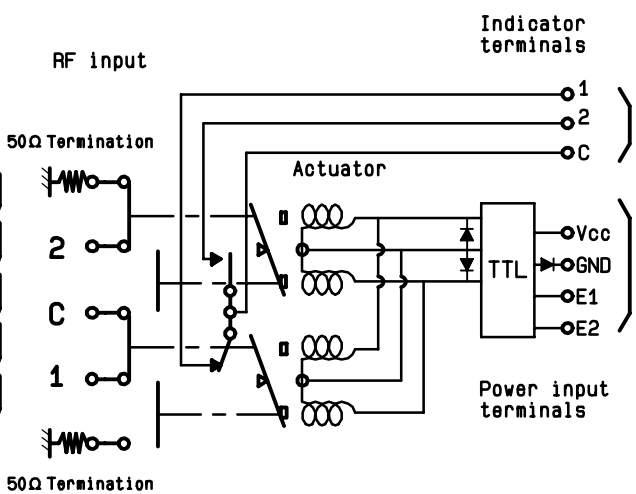 Indicator
terminals
RF input
1
2
C
50Ω Termination
Actuator
2
Vcc
TTL
GND
E1
E2
C
1
Power input
terminals
50Ω Termination